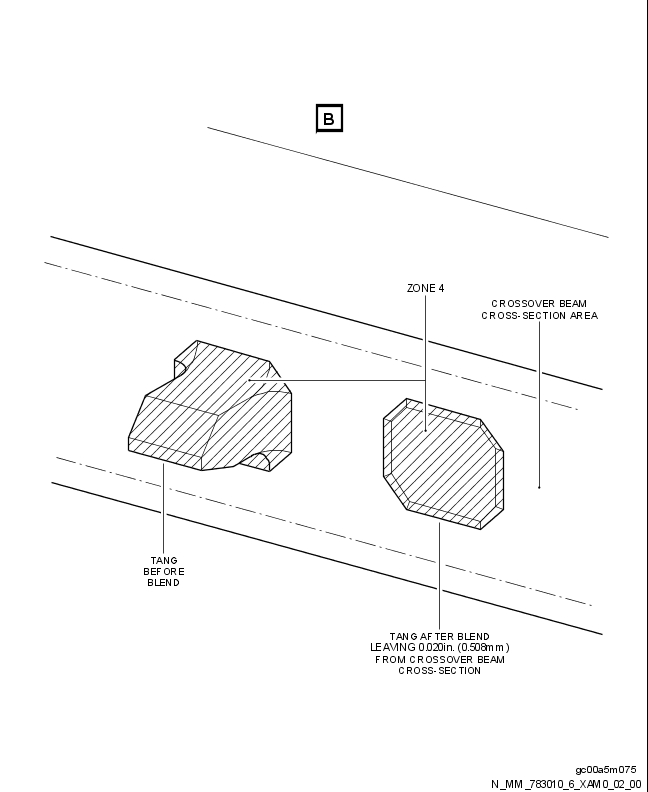 B
ZONE 4
CROSSOVER BEAM
CROSS-SECTION AREA
TANG
BEFORE
BLEND
TANG AFTER BLEND
LEAVING 0.020in. (0.508mm)
FROM CROSSOVER BEAM
CROSS-SECTION
gc00a5m075
N_MM_783010_6_XAM0_02_00